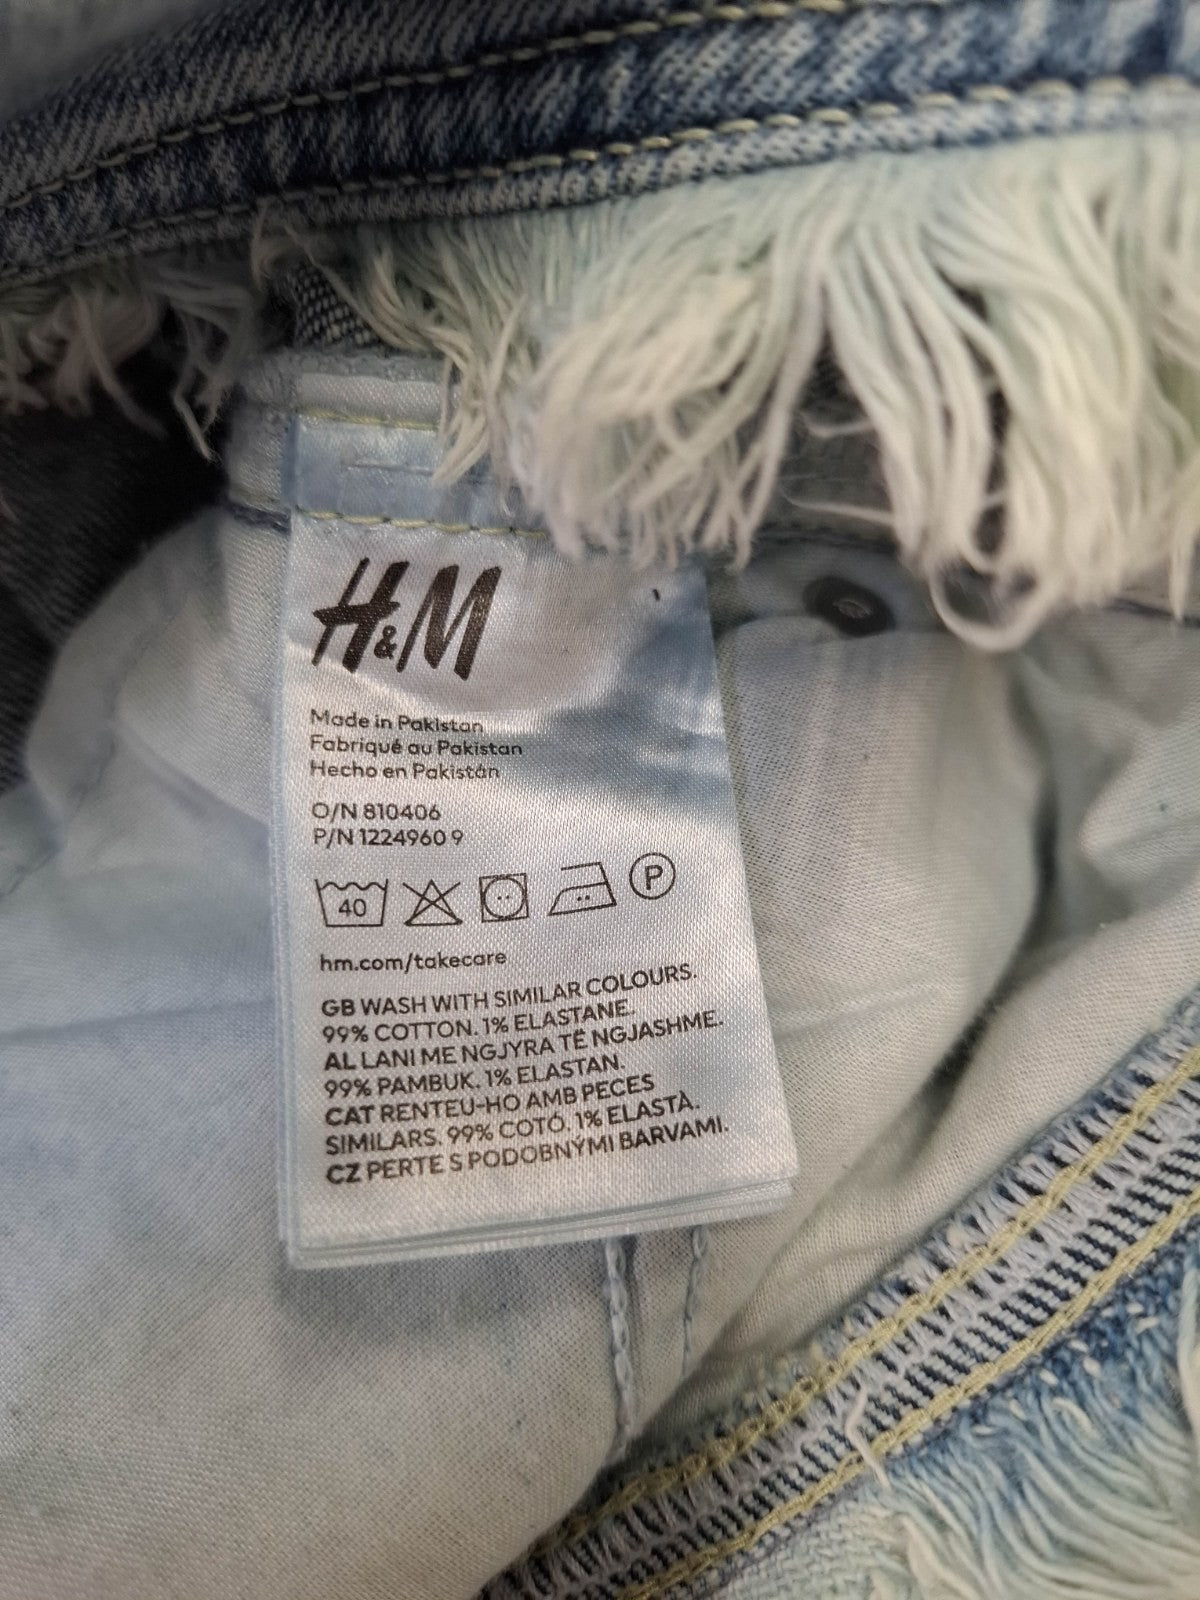 H&M
Made in Pakistan
Fabriqué au Pakistan
Hecho en Pakistán
O/N 810406
P/N 1224960 9
40
P
hm.com/takecare
GB WASH WITH SIMILAR COLOURS.
99% COTTON. 1% ELASTANE.
AL LANI ME NGJYRA TË NGJASHME.
99% PAMBUK. 1% ELASTAN.
CAT RENTEU-HO AMB PECES
SIMILARS. 99% COTÓ. 1% ELASTÀ.
CZ PERTE S PODOBNÝMI BARVAMI.